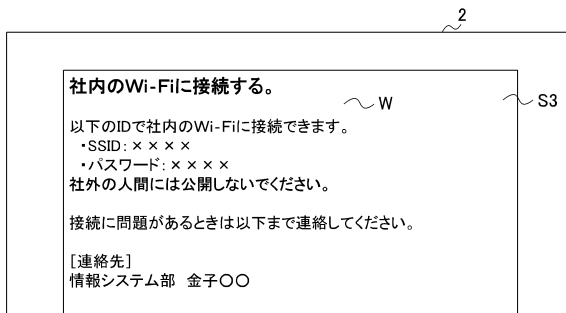 2
社内のWi-Fiに接続する。
W
S3
以下のIDで社内のWi-Fiに接続できます。
・SSID:××××
・パスワード:××××
社外の人間には公開しないでください。
接続に問題があるときは以下まで連絡してください。
[連絡先]
情報システム部　金子〇〇